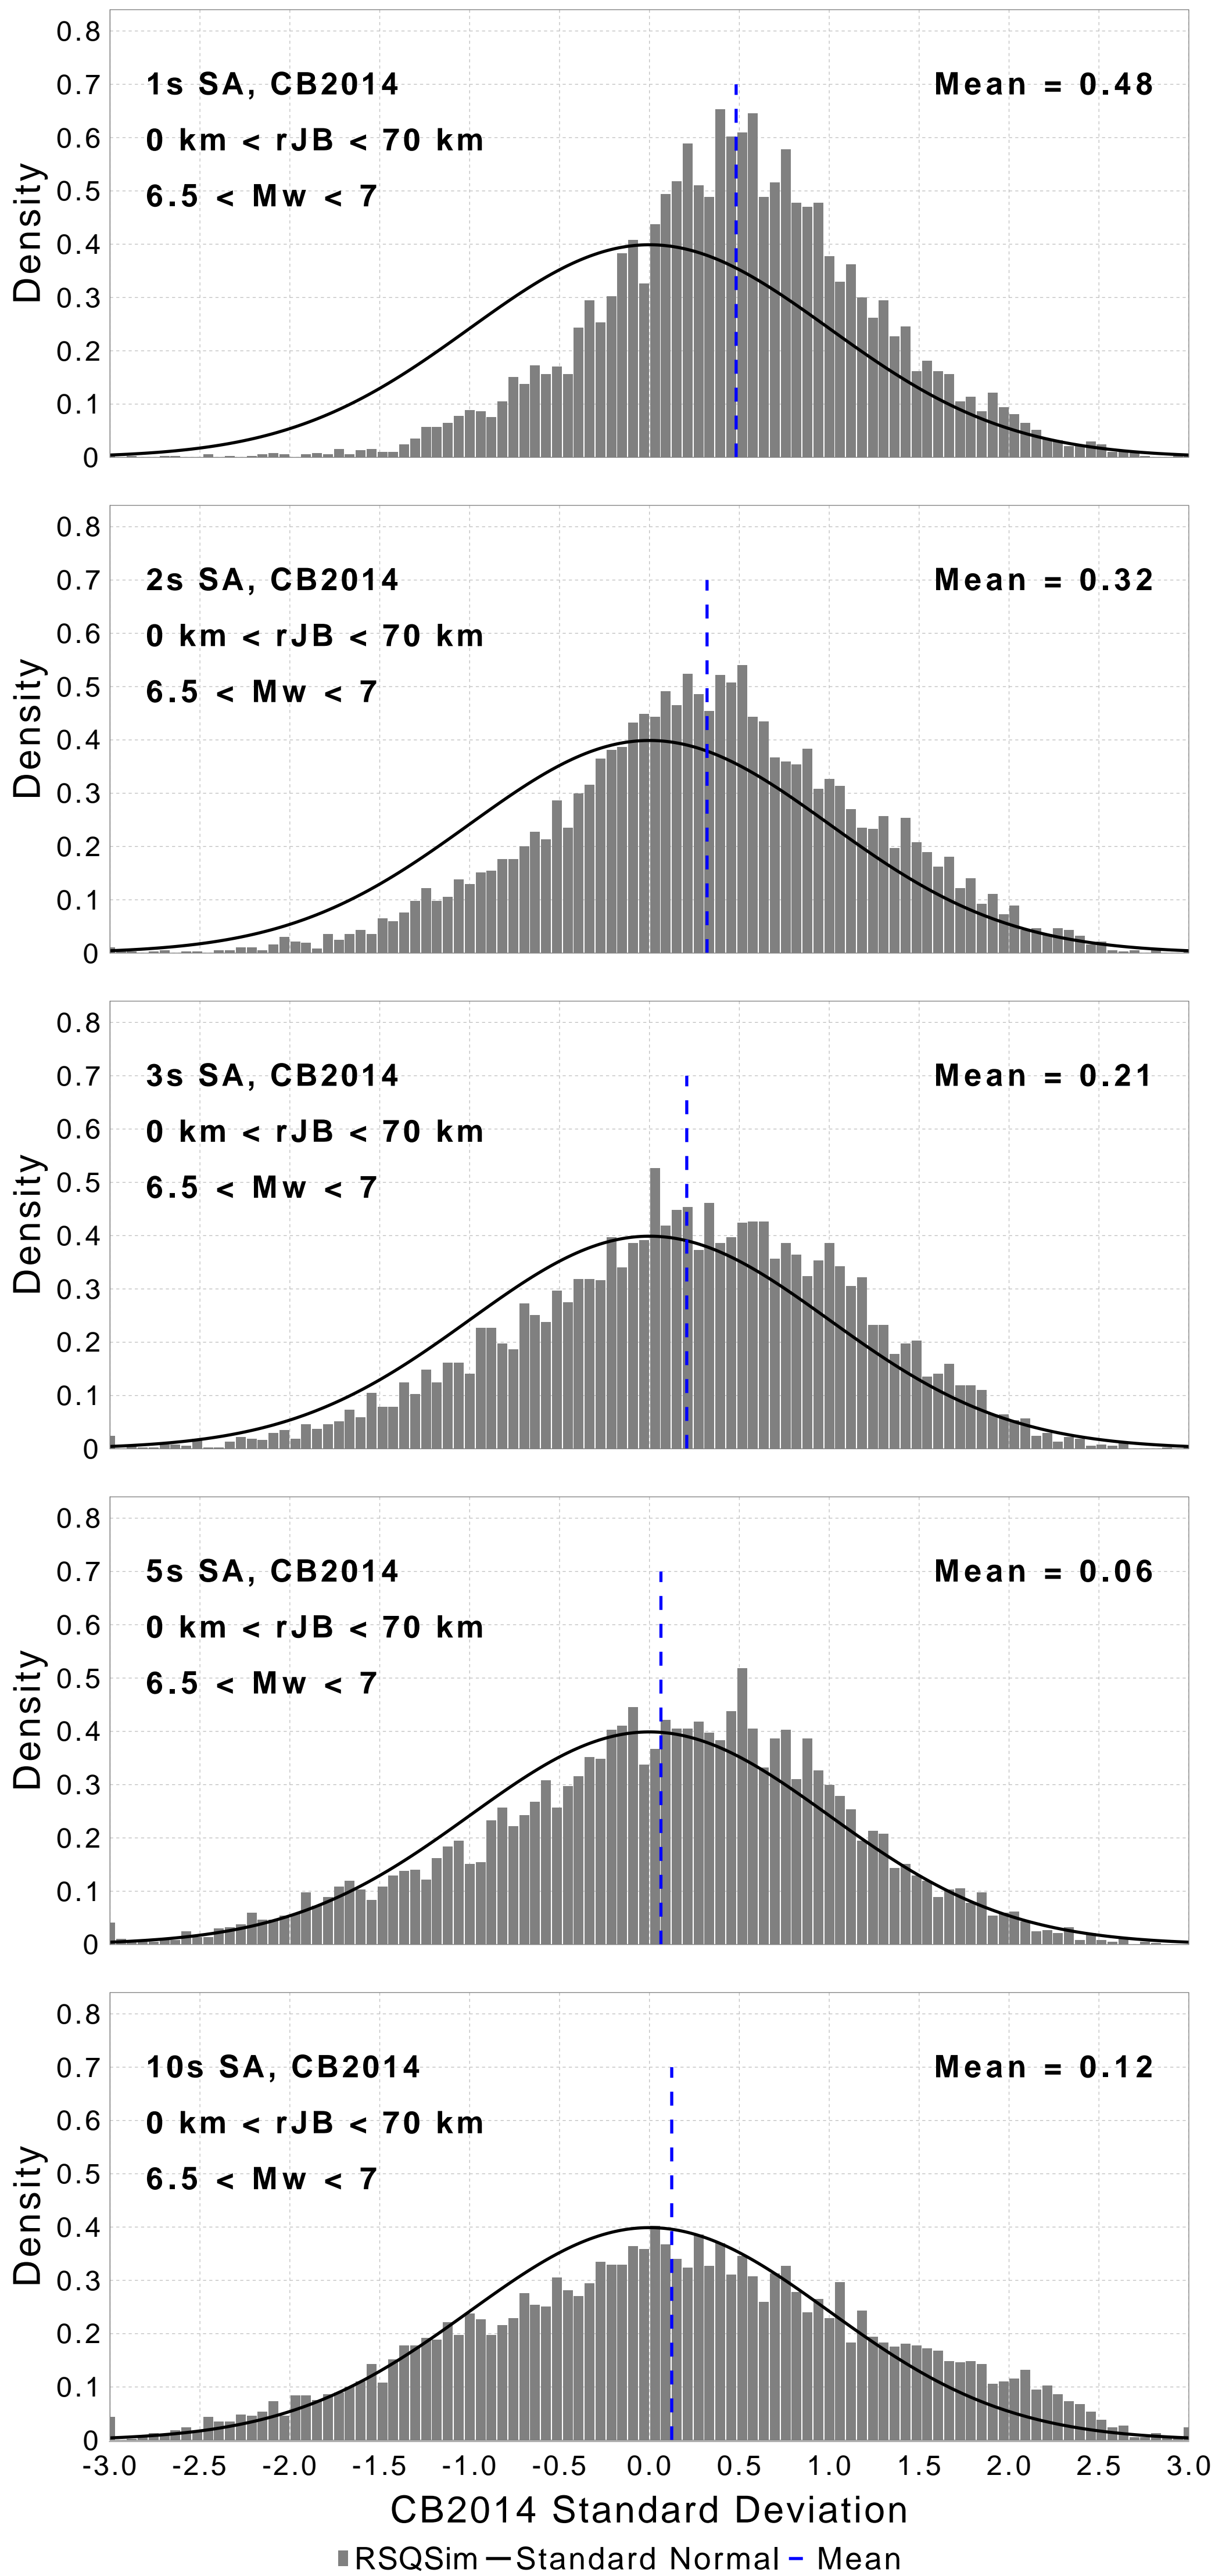 0.8
0.7
0.6
0.5
0.4
0.3
0.2
0.1
0
Density
1s SA, CB2014
0 km < rJB < 70 km
6.5 < Mw < 7
Mean = 0.48
0.8
0.7
0.6
0.5
0.4
0.3
0.2
0.1
0
Density
2s SA, CB2014
0 km < rJB < 70 km
6.5 < Mw < 7
Mean = 0.32
0.8
0.7
0.6
0.5
0.4
0.3
0.2
0.1
0
Density
3s SA, CB2014
0 km < rJB < 70 km
6.5 < Mw < 7
Mean = 0.21
0.8
0.7
0.6
0.5
0.4
0.3
0.2
0.1
0
Density
5s SA, CB2014
0 km < rJB < 70 km
6.5 < Mw < 7
Mean = 0.06
0.8
0.7
0.6
0.5
0.4
0.3
0.2
0.1
0
Density
10s SA, CB2014
0 km < rJB < 70 km
6.5 < Mw < 7
Mean = 0.12
-3.0 -2.5 -2.0 -1.5 -1.0 -0.5 0.0 0.5 1.0 1.5 2.0 2.5 3.0
CB2014 Standard Deviation
RSQSim Standard Normal Mean